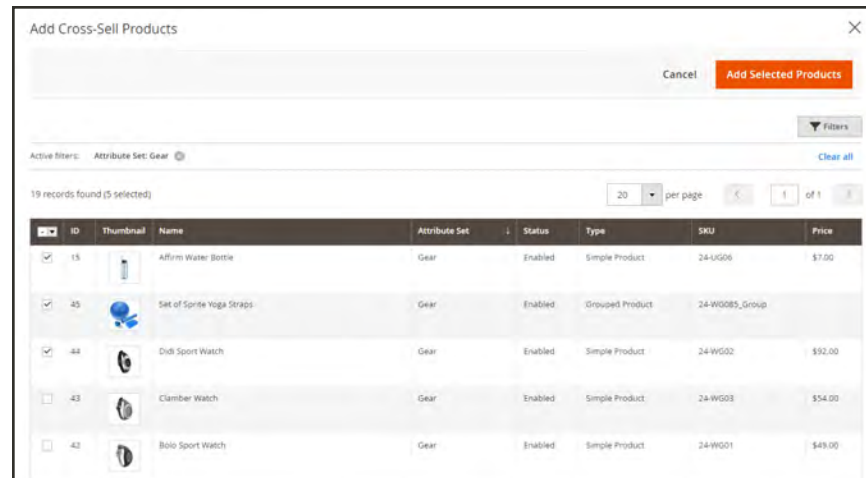 Add Cross-Sell Products
Cancel Add Selected Products
Filters
Active filters: Attribute Set: Gear
Clear all
19 records found (5 selected)
20 per page 1 of 1
ID Thumbnail Name Attribute Set Status Type SKU Price
15 Affirm Water Bottle Gear Enabled Simple Product 24-UG06 $7.00
45 Set of Sprite Yoga Straps Gear Enabled Grouped Product 24-WG085_Group
44 Didi Sport Watch Gear Enabled Simple Product 24-WG02 $92.00
43 Clamber Watch Gear Enabled Simple Product 24-WG03 $54.00
42 Bolo Sport Watch Gear Enabled Simple Product 24-WG01 $49.00